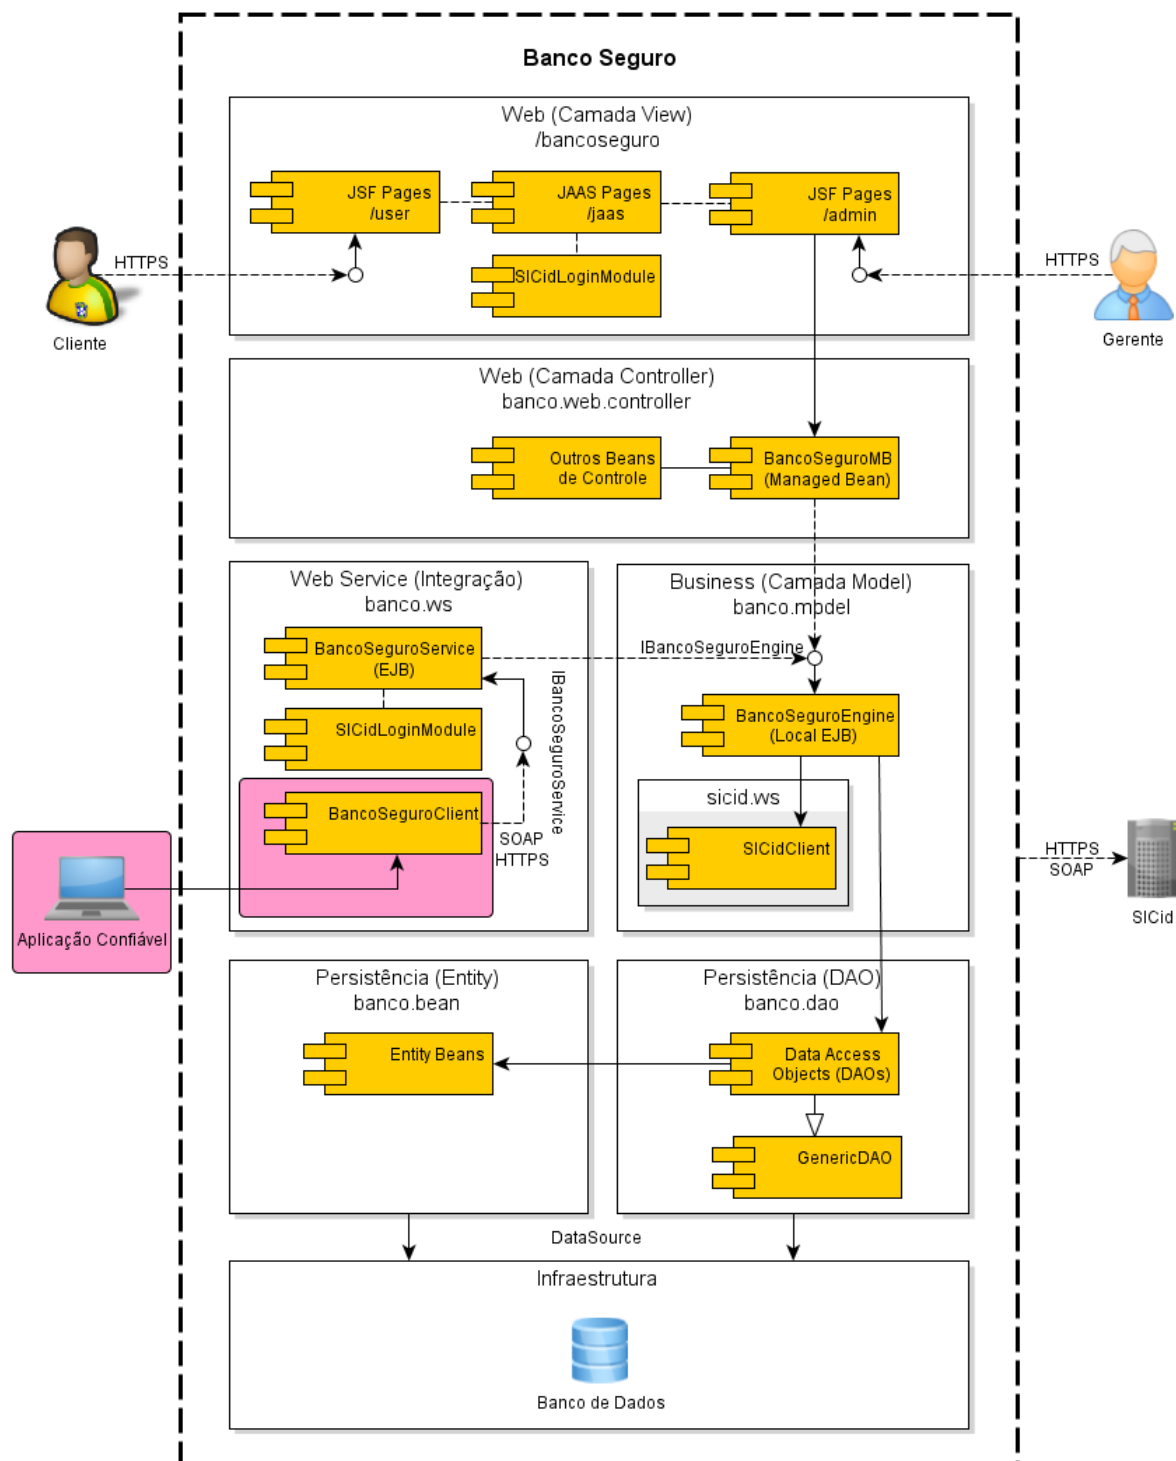 Banco Seguro
Web (Camada View)
/bancoseguro
JSF Pages
/user
JAAS Pages
/jaas
JSF Pages
/admin
SICidLoginModule
HTTPS
Cliente
HTTPS
Gerente
Web (Camada Controller)
banco.web.controller
Outros Beans
de Controle
BancoSeguroMB
(Managed Bean)
Web Service (Integração)
banco.ws
BancoSeguroService
(EJB)
SICidLoginModule
BancoSeguroClient
IBancoSeguroService
SOAP
HTTPS
Aplicação Confiável
Business (Camada Model)
banco.model
IBancoSeguroEngine
BancoSeguroEngine
(Local EJB)
sicid.ws
SICidClient
HTTPS
SOAP
SICid
Persistência (Entity)
banco.bean
Entity Beans
Persistência (DAO)
banco.dao
Data Access
Objects (DAOs)
GenericDAO
DataSource
Infraestrutura
Banco de Dados